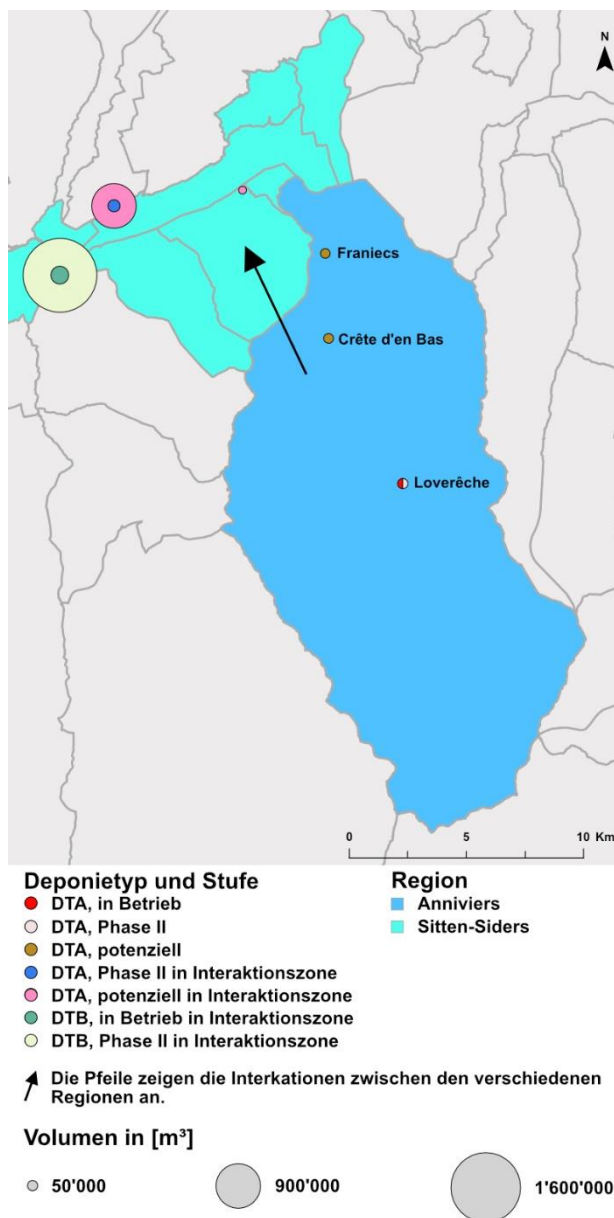 N
Franiecs
Crête d'en Bas
Loverêche
0 5 10 Km
Deponietyp und Stufe
DTA, in Betrieb
DTA, Phase II
DTA, potenziell
DTA, Phase II in Interaktionszone
DTA, potenziell in Interaktionszone
DTB, in Betrieb in Interaktionszone
DTB, Phase II in Interaktionszone
Region
Anniviers
Sitten-Siders
Die Pfeile zeigen die Interkationen zwischen den verschiedenen
Regionen an.
Volumen in [m³]
50'000 900'000 1'600'000